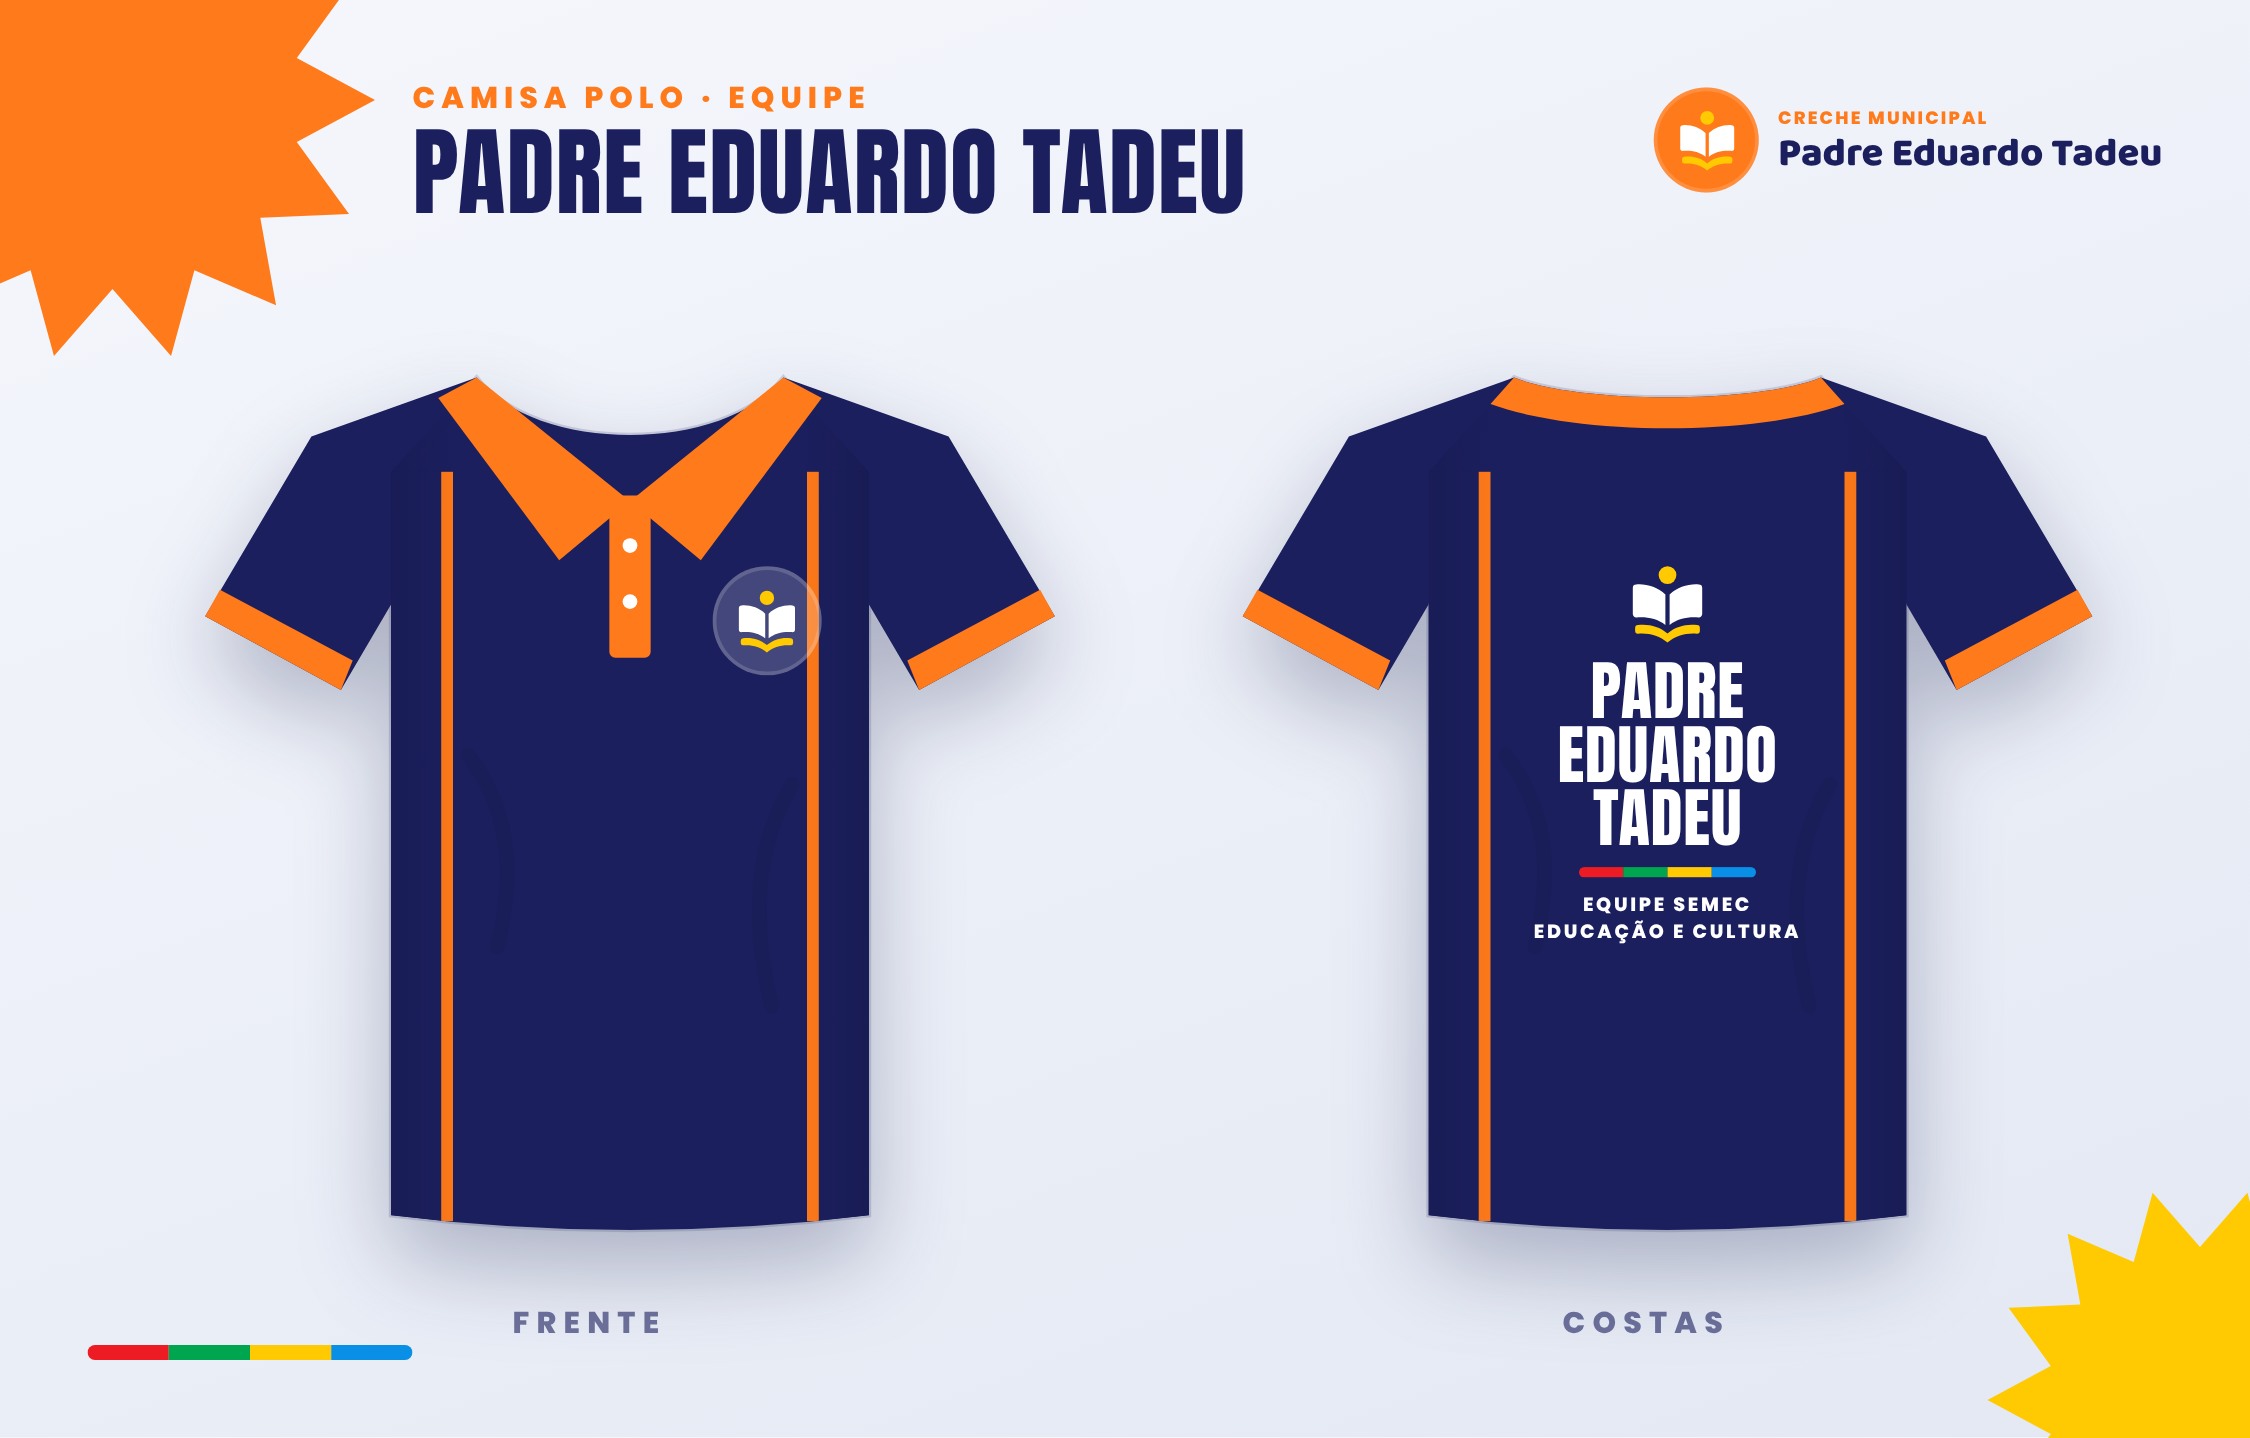 CAMISA POLO · EQUIPE
PADRE EDUARDO TADEU
CRECHE MUNICIPAL
Padre Eduardo Tadeu
PADRE
EDUARDO
TADEU
EQUIPE SEMEC
EDUCAÇÃO E CULTURA
FRENTE
COSTAS